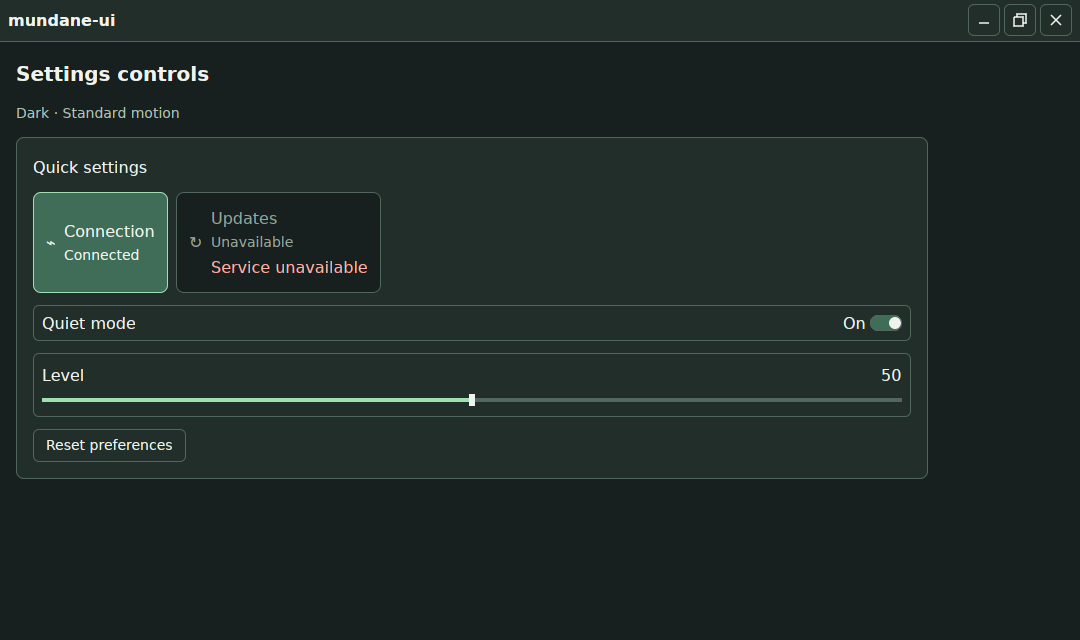 mundane-ui
Settings controls
Dark · Standard motion
Quick settings
Connection
Connected
Updates
Unavailable
Service unavailable
Quiet mode
On
Level
50
Reset preferences